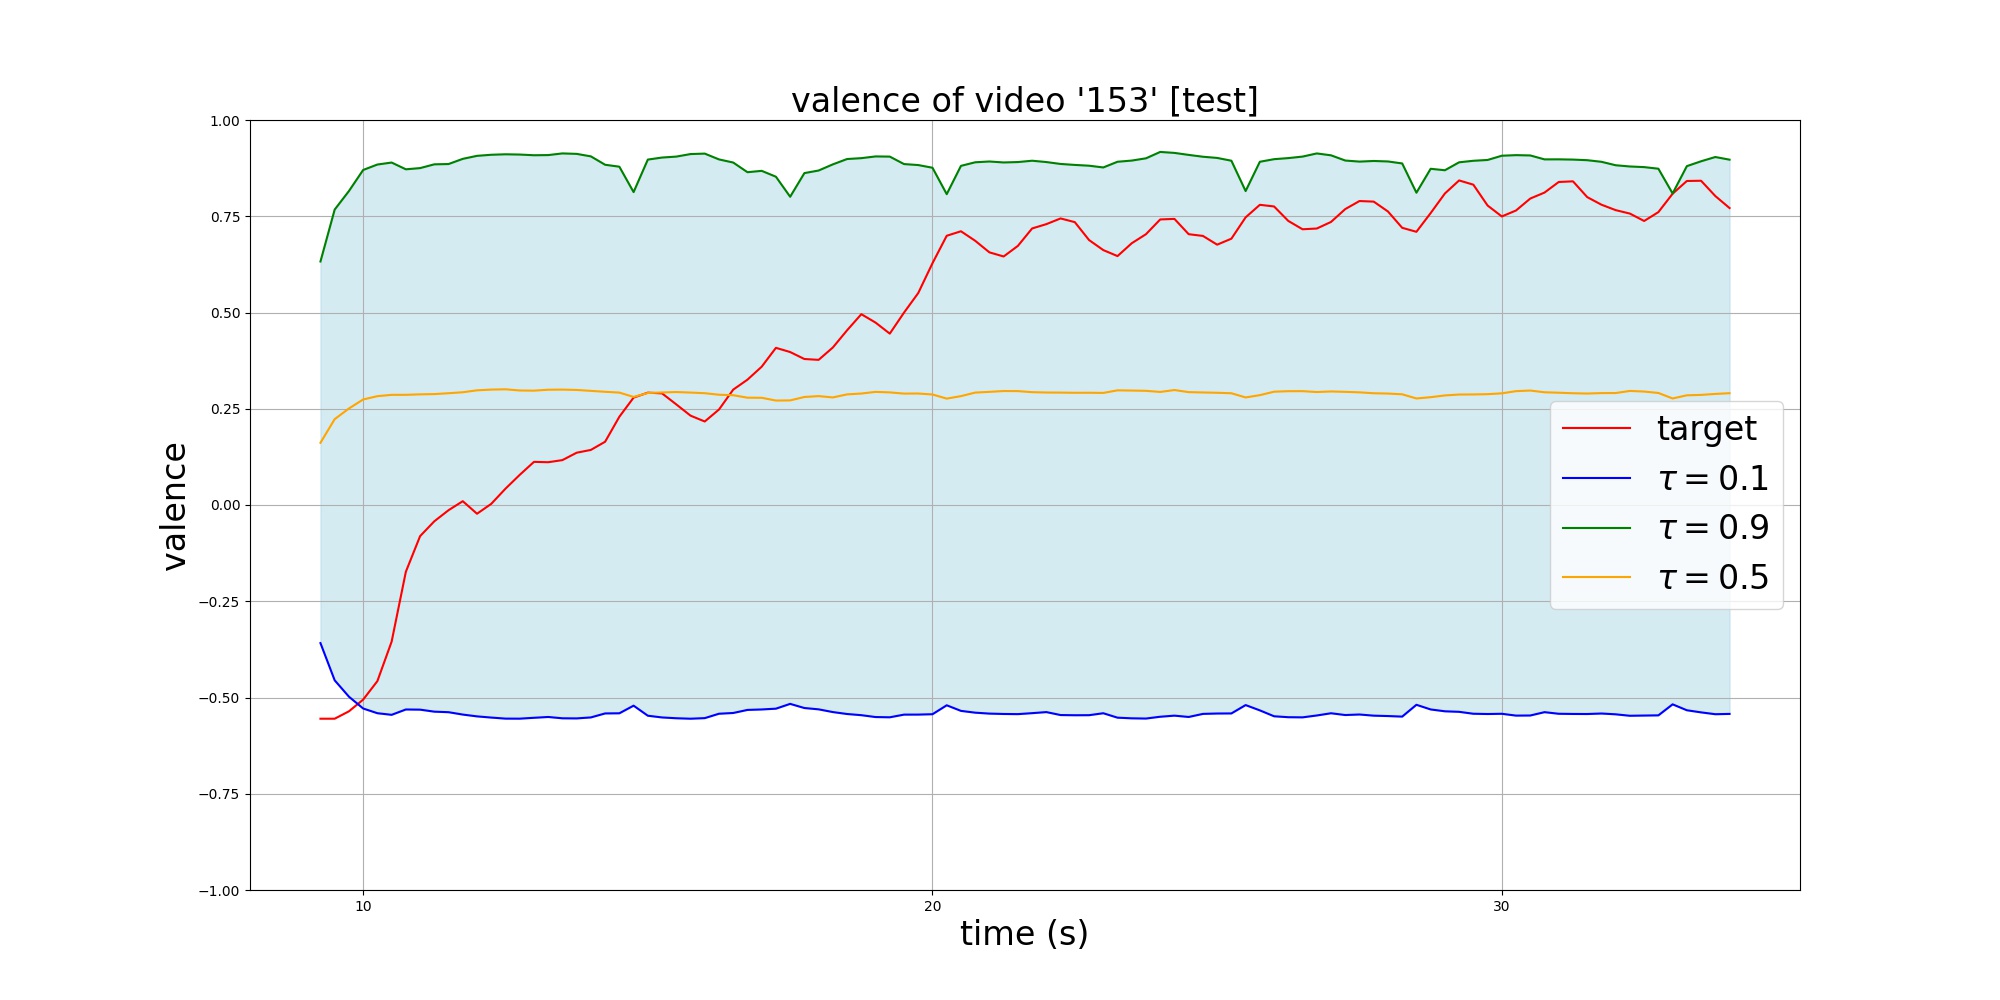 valence of video '153' [test]
1.00
0.75
0.50
0.25
0.00
−0.25
−0.50
−0.75
−1.00
valence
10
20
30
time (s)
target
τ = 0.1
τ = 0.9
τ = 0.5